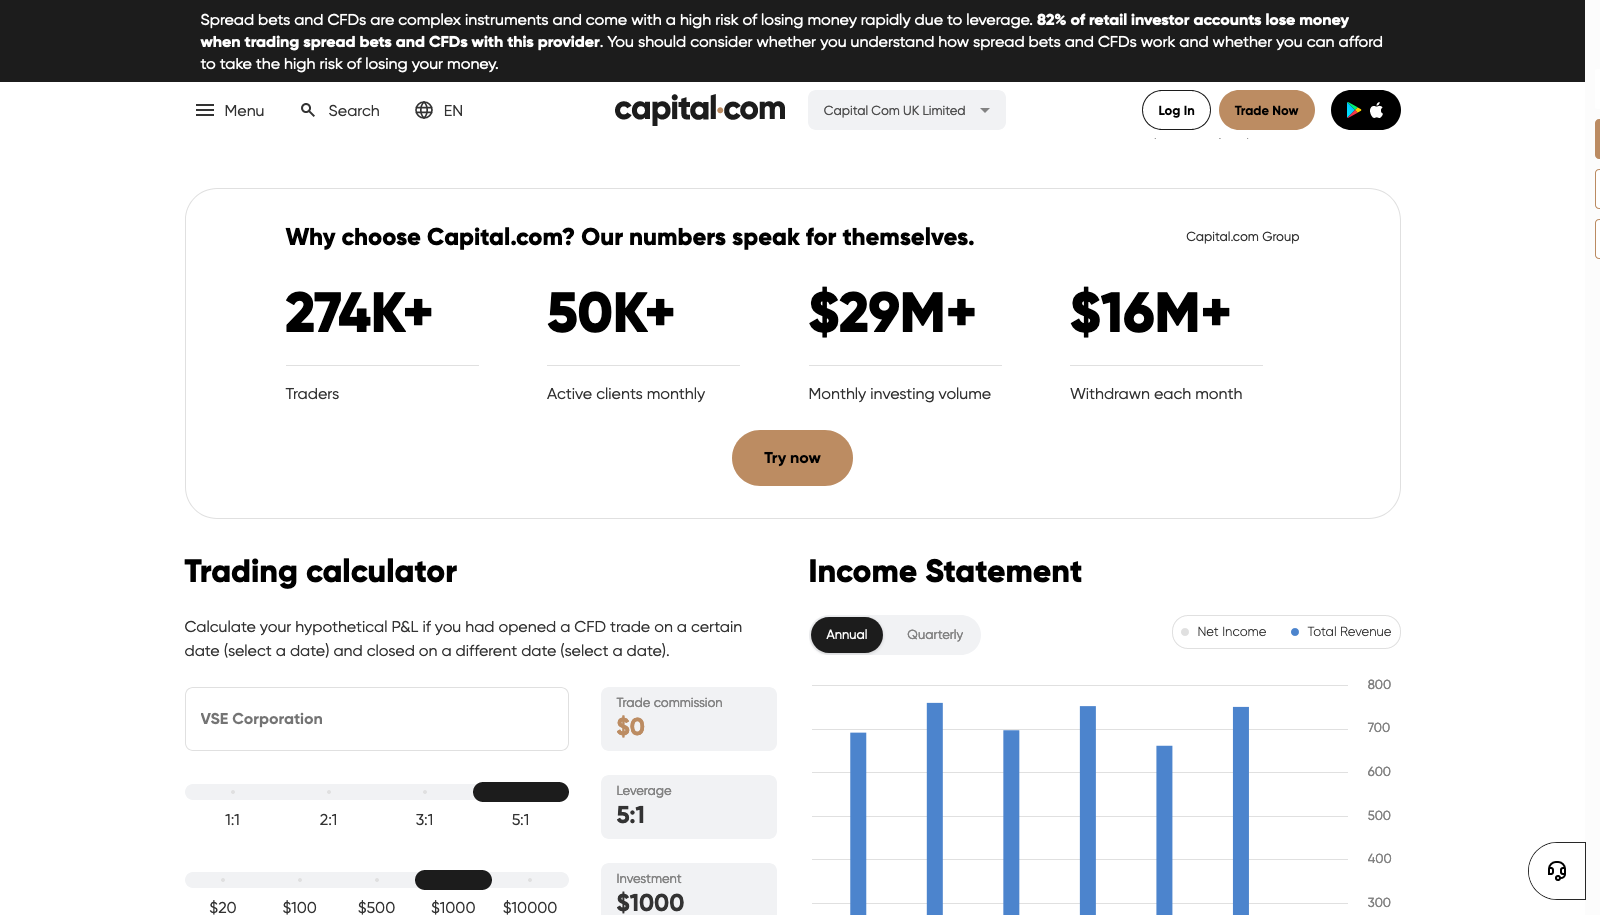 Spread bets and CFDs are complex instruments and come with a high risk of losing money rapidly due to leverage. 82% of retail investor accounts lose money
when trading spread bets and CFDs with this provider. You should consider whether you understand how spread bets and CFDs work and whether you can afford
to take the high risk of losing your money.
Menu Search EN capital.com Capital Com UK Limited Log In Trade Now
Why choose Capital.com? Our numbers speak for themselves. Capital.com Group
274K+ 50K+ $29M+ $16M+
Traders Active clients monthly Monthly investing volume Withdrawn each month
Try now
Trading calculator
Calculate your hypothetical P&L if you had opened a CFD trade on a certain
date (select a date) and closed on a different date (select a date).
VSE Corporation
Trade commission
$0
1:1 2:1 3:1 5:1
Leverage
5:1
$20 $100 $500 $1000 $10000
Investment
$1000
Income Statement
Annual Quarterly
Net Income Total Revenue
800
700
600
500
400
300